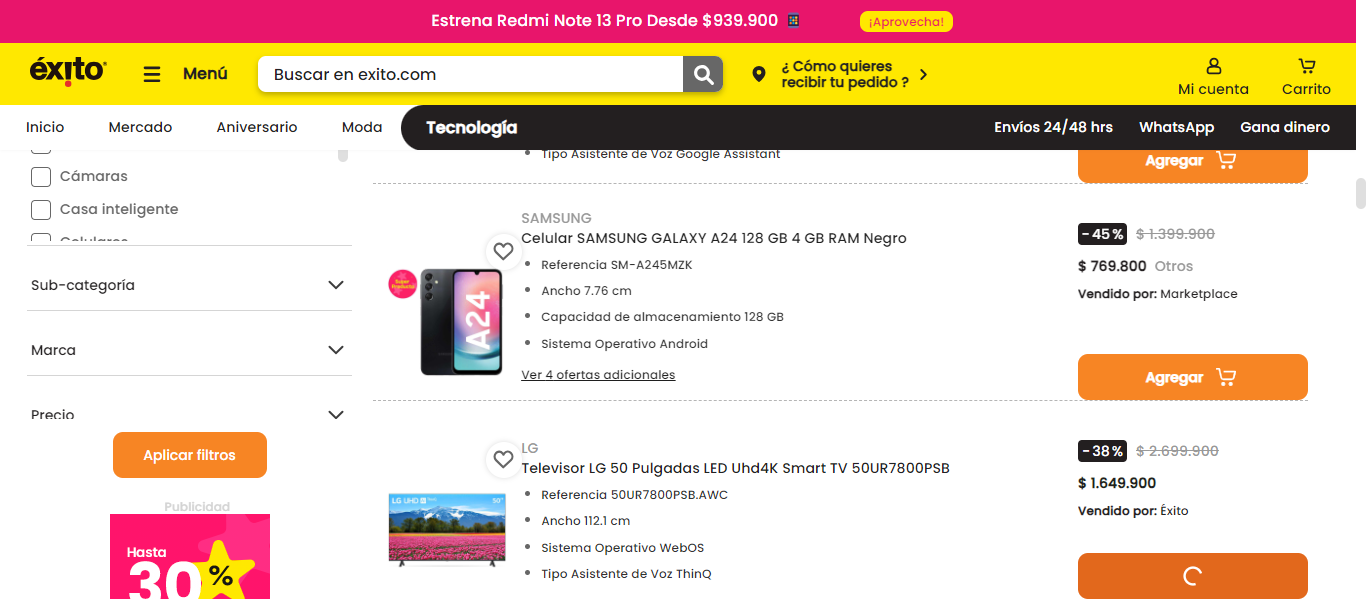 Estrena Redmi Note 13 Pro Desde $939.900
¡Aprovecha!
éxito
Menú
Buscar en exito.com
¿ Cómo quieres
recibir tu pedido ?
Mi cuenta
Carrito
Inicio
Mercado
Aniversario
Moda
Tecnología
Envíos 24/48 hrs
WhatsApp
Gana dinero
Cámaras
Casa inteligente
Celulares
Sub-categoría
Marca
Precio
Aplicar filtros
Publicidad
Hasta
30%
Tipo Asistente de Voz Google Assistant
Agregar
SAMSUNG
Celular SAMSUNG GALAXY A24 128 GB 4 GB RAM Negro
Super
Producto
A24
Referencia SM-A245MZK
Ancho 7.76 cm
Capacidad de almacenamiento 128 GB
Sistema Operativo Android
Ver 4 ofertas adicionales
-45%
$ 1.399.900
$ 769.800 Otros
Vendido por: Marketplace
Agregar
LG
Televisor LG 50 Pulgadas LED Uhd4K Smart TV 50UR7800PSB
LG UHD
50"
Referencia 50UR7800PSB.AWC
Ancho 112.1 cm
Sistema Operativo WebOS
Tipo Asistente de Voz ThinQ
-38%
$ 2.699.900
$ 1.649.900
Vendido por: Éxito